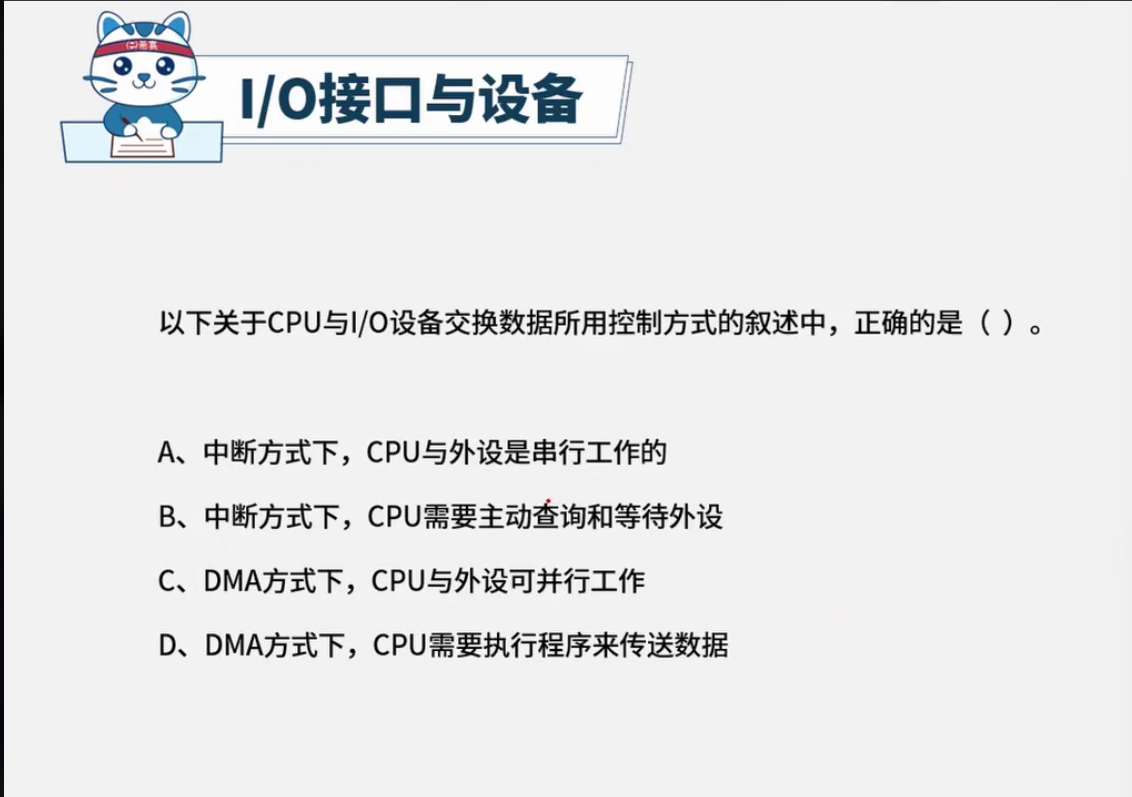 I/O接口与设备
以下关于CPU与I/O设备交换数据所用控制方式的叙述中，正确的是（ ）。
A、中断方式下，CPU与外设是串行工作的
B、中断方式下，CPU需要主动查询和等待外设
C、DMA方式下，CPU与外设可并行工作
D、DMA方式下，CPU需要执行程序来传送数据